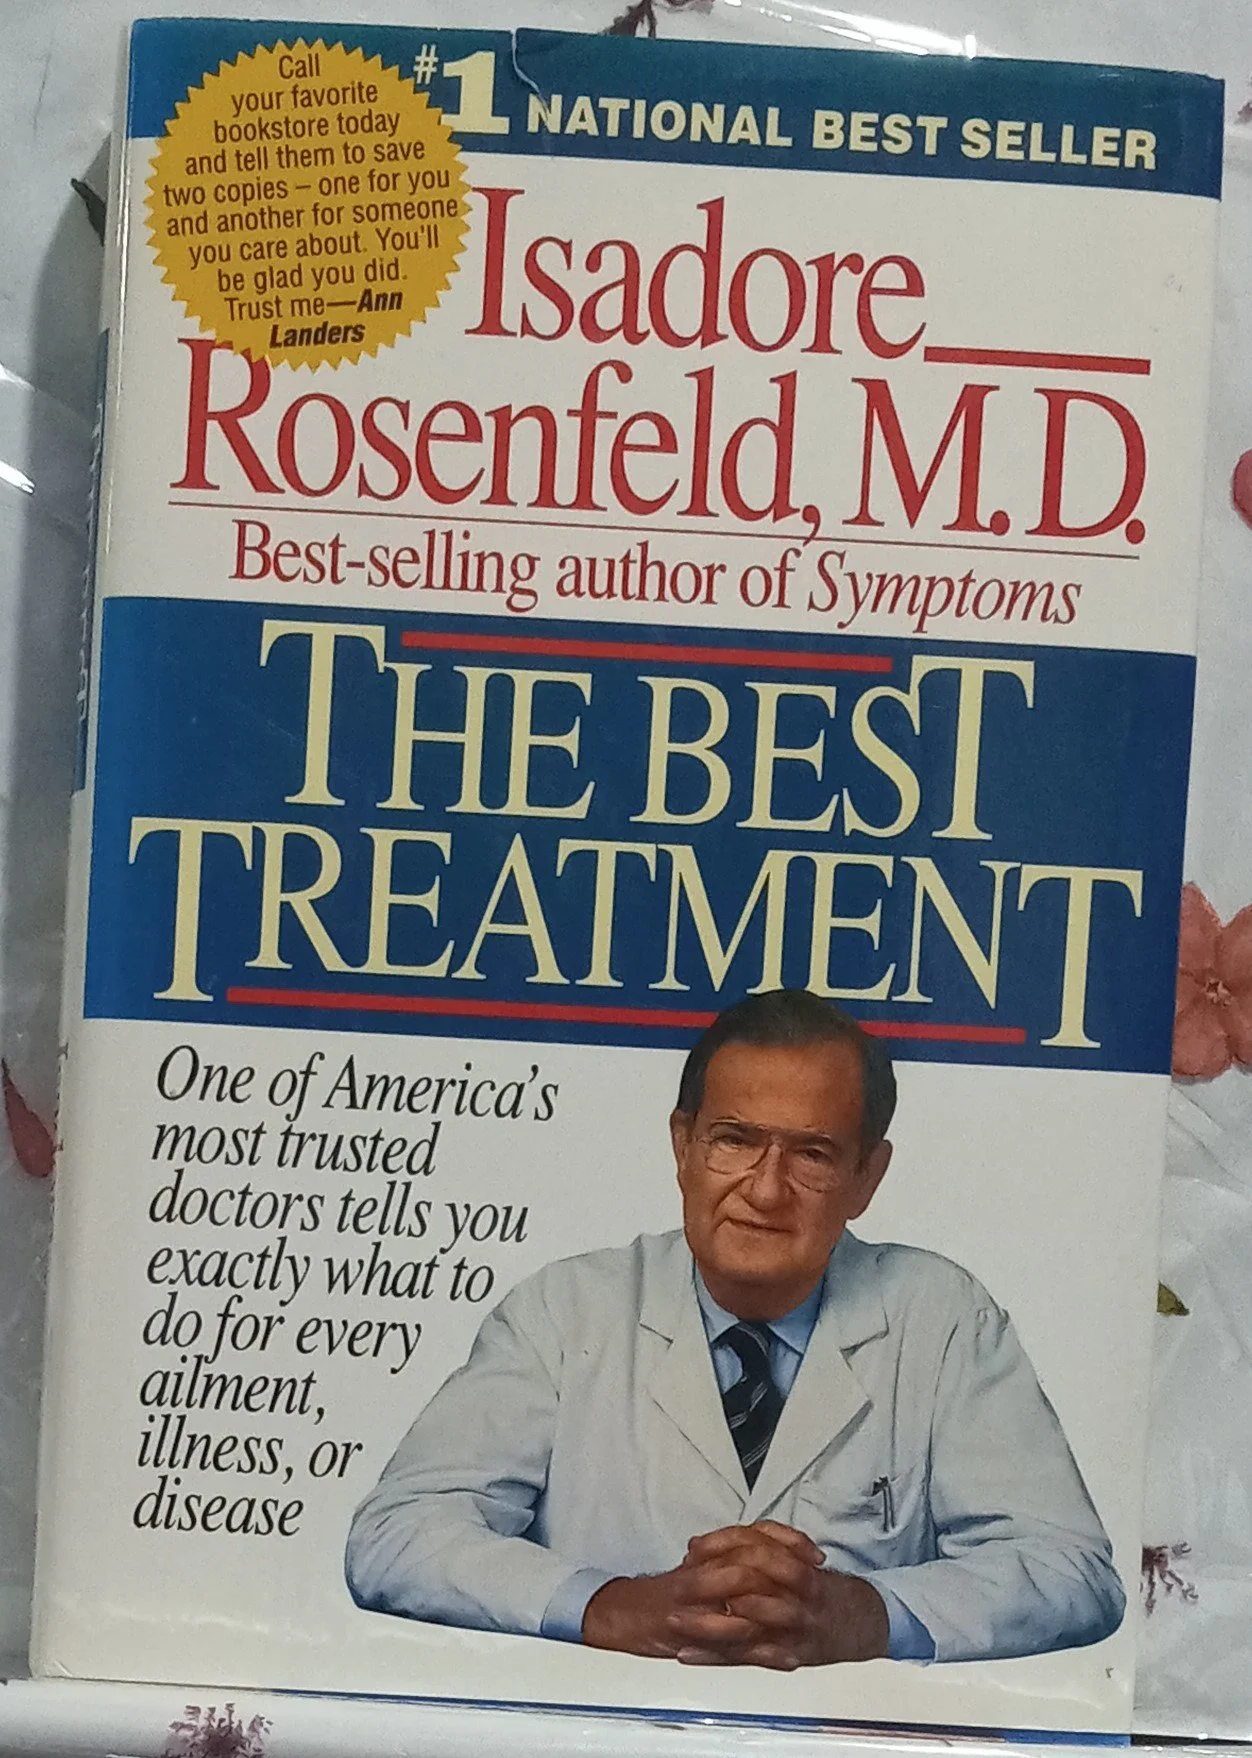 Call
your favorite
bookstore today
and tell them to save
two copies – one for you
and another for someone
you care about. You'll
be glad you did.
Trust me—Ann
Landers
#1 NATIONAL BEST SELLER
Isadore
Rosenfeld, M.D.
Best-selling author of Symptoms
THE BEST
TREATMENT
One of America's
most trusted
doctors tells you
exactly what to
do for every
ailment,
illness, or
disease